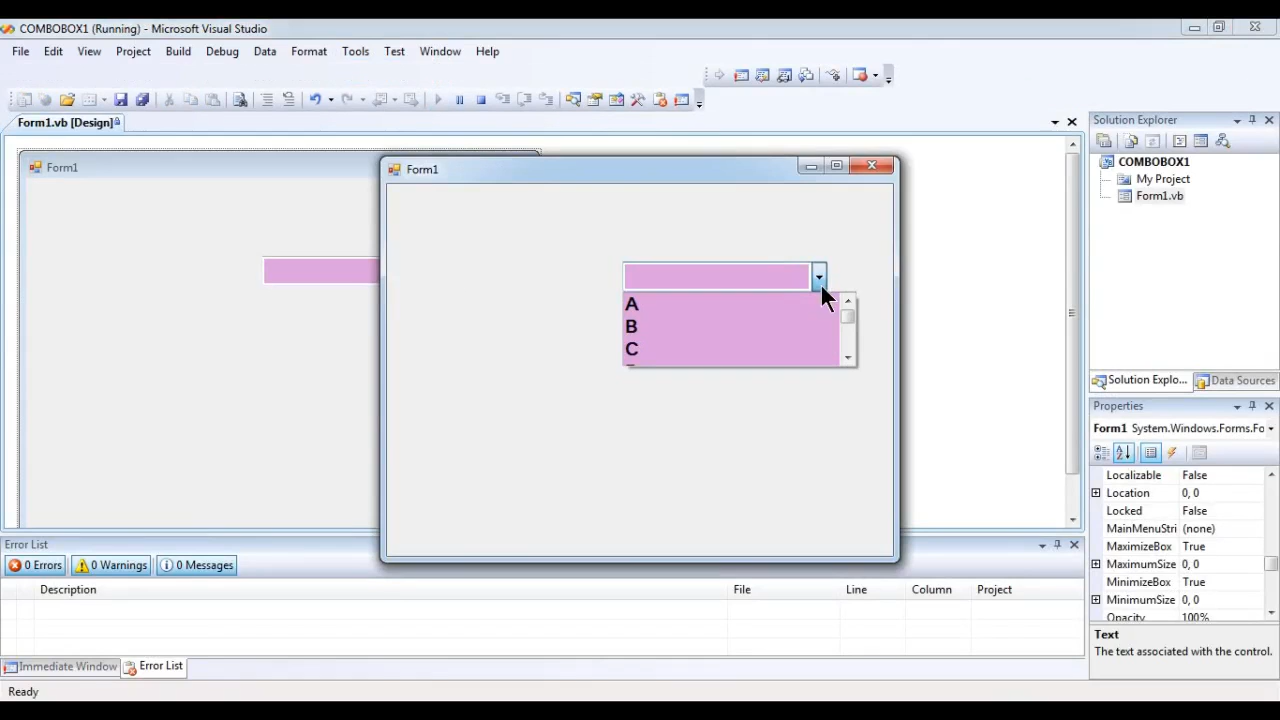 COMBOBOX1 (Running) - Microsoft Visual Studio
File Edit View Project Build Debug Data Format Tools Test Window Help
Form1.vb [Design]
Form1
Form1
A
B
C
Solution Explorer
COMBOBOX1
My Project
Form1.vb
Solution Explo... Data Sources
Properties
Form1 System.Windows.Forms.Fo
Localizable False
Location 0, 0
Locked False
MainMenuStri (none)
MaximizeBox True
MaximumSize 0, 0
MinimizeBox True
MinimumSize 0, 0
Opacity 100%
Text
The text associated with the control.
Error List
0 Errors 0 Warnings 0 Messages
Description File Line Column Project
Immediate Window Error List
Ready